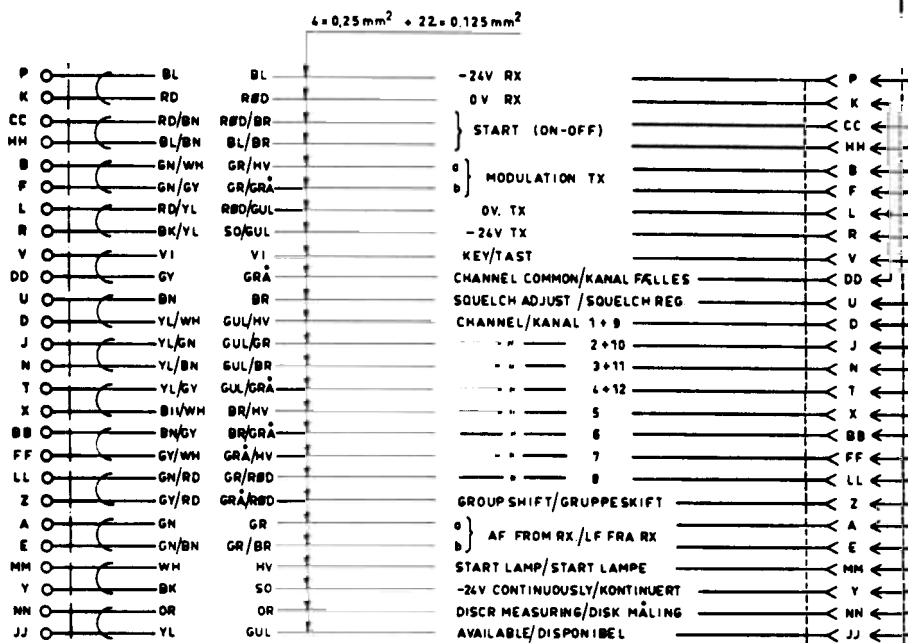 4=0,25mm² + 22=0.125mm²
P BL BL -24V RX P
K RD RØD 0V RX K
CC RD/BN RØD/BR START (ON-OFF) CC
HH BL/BN BL/BR HH
B GN/WH GR/HV a MODULATION TX B
F GN/GY GR/GRÅ b F
L RD/YL RØD/GUL 0V. TX L
R BK/YL SO/GUL -24V TX R
V VI VI KEY/TAST V
DD GY GRÅ CHANNEL COMMON/KANAL FÆLLES DD
U BN BR SQUELCH ADJUST/SQUELCH REG U
D YL/WH GUL/HV CHANNEL/KANAL 1+9 D
J YL/GN GUL/GR — " — 2+10 J
N YL/BN GUL/BR — " — 3+11 N
T YL/GY GUL/GRÅ — " — 4+12 T
X BN/WH BR/HV — " — 5 X
BB BN/GY BR/GRÅ — " — 6 BB
FF GY/WH GRÅ/HV — " — 7 FF
LL GN/RD GR/RØD — " — 8 LL
Z GY/RD GRÅ/RØD GROUPSHIFT/GRUPPESKIFT Z
A GN GR a AF FROM RX./LF FRA RX A
E GN/BN GR/BR b E
MM WH HV START LAMP/START LAMPE MM
Y BK SO -24V CONTINUOUSLY/KONTINUERT Y
NN OR OR DISCR MEASURING/DISK MÅLING NN
JJ YL GUL AVAILABLE/DISPONIBEL JJ